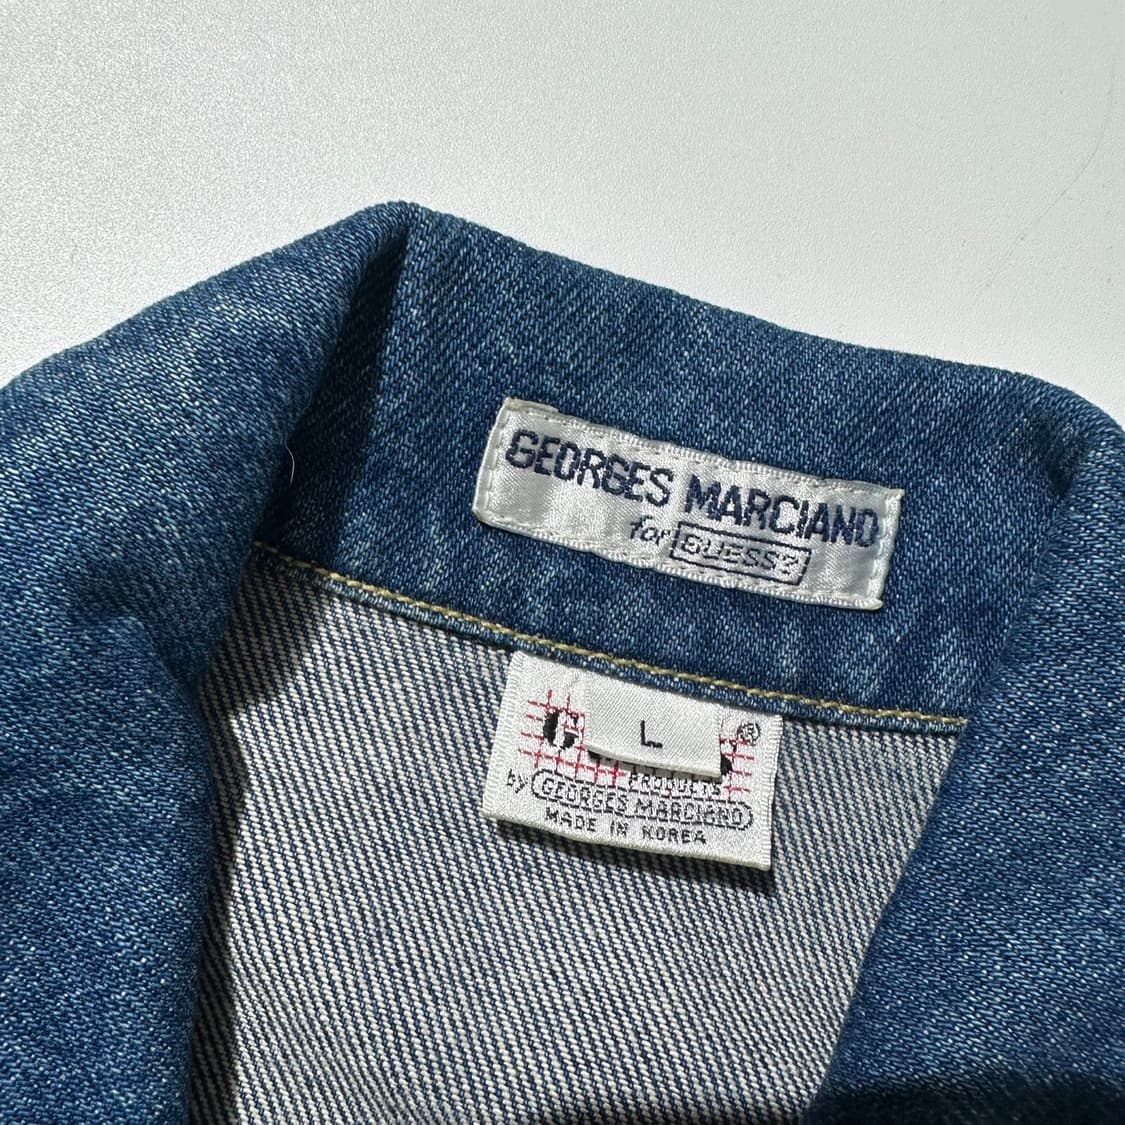 GEORGES MARCIANO
for GUESS?
L
G
®
PRODUCTS
by GEORGES MARCIANO
MADE IN KOREA